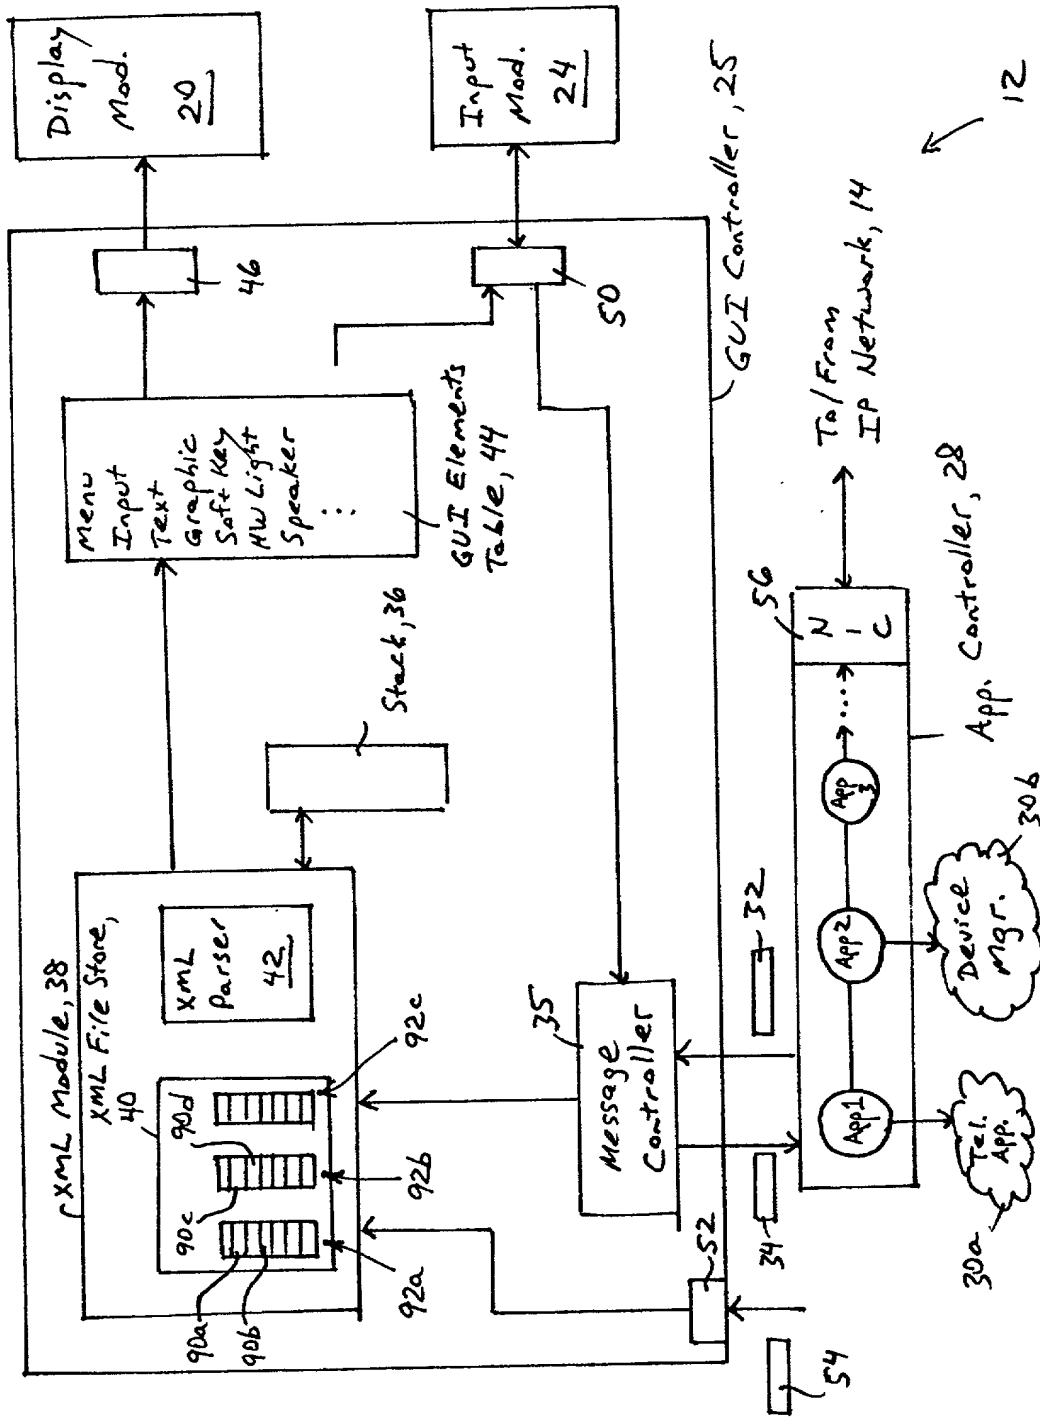 Display
Mod.
20
Input
Mod.
24
GUI Controller, 25
12
46
50
Menu
Input
Text
Graphic
Soft Key
HW Light
Speaker
⋮
GUI Elements
Table, 44
To/From
IP Network, 14
Stack, 36
56
N
I
C
App. Controller, 28
XML Module, 38
XML File Store,
40
XML
Parser
42
90d
90c
90a
90b
92a
92b
92c
35
Message
Controller
32
34
52
54
App1
App2
App
3
....
Tel.
App.
30a
Device
Mgr.
30b